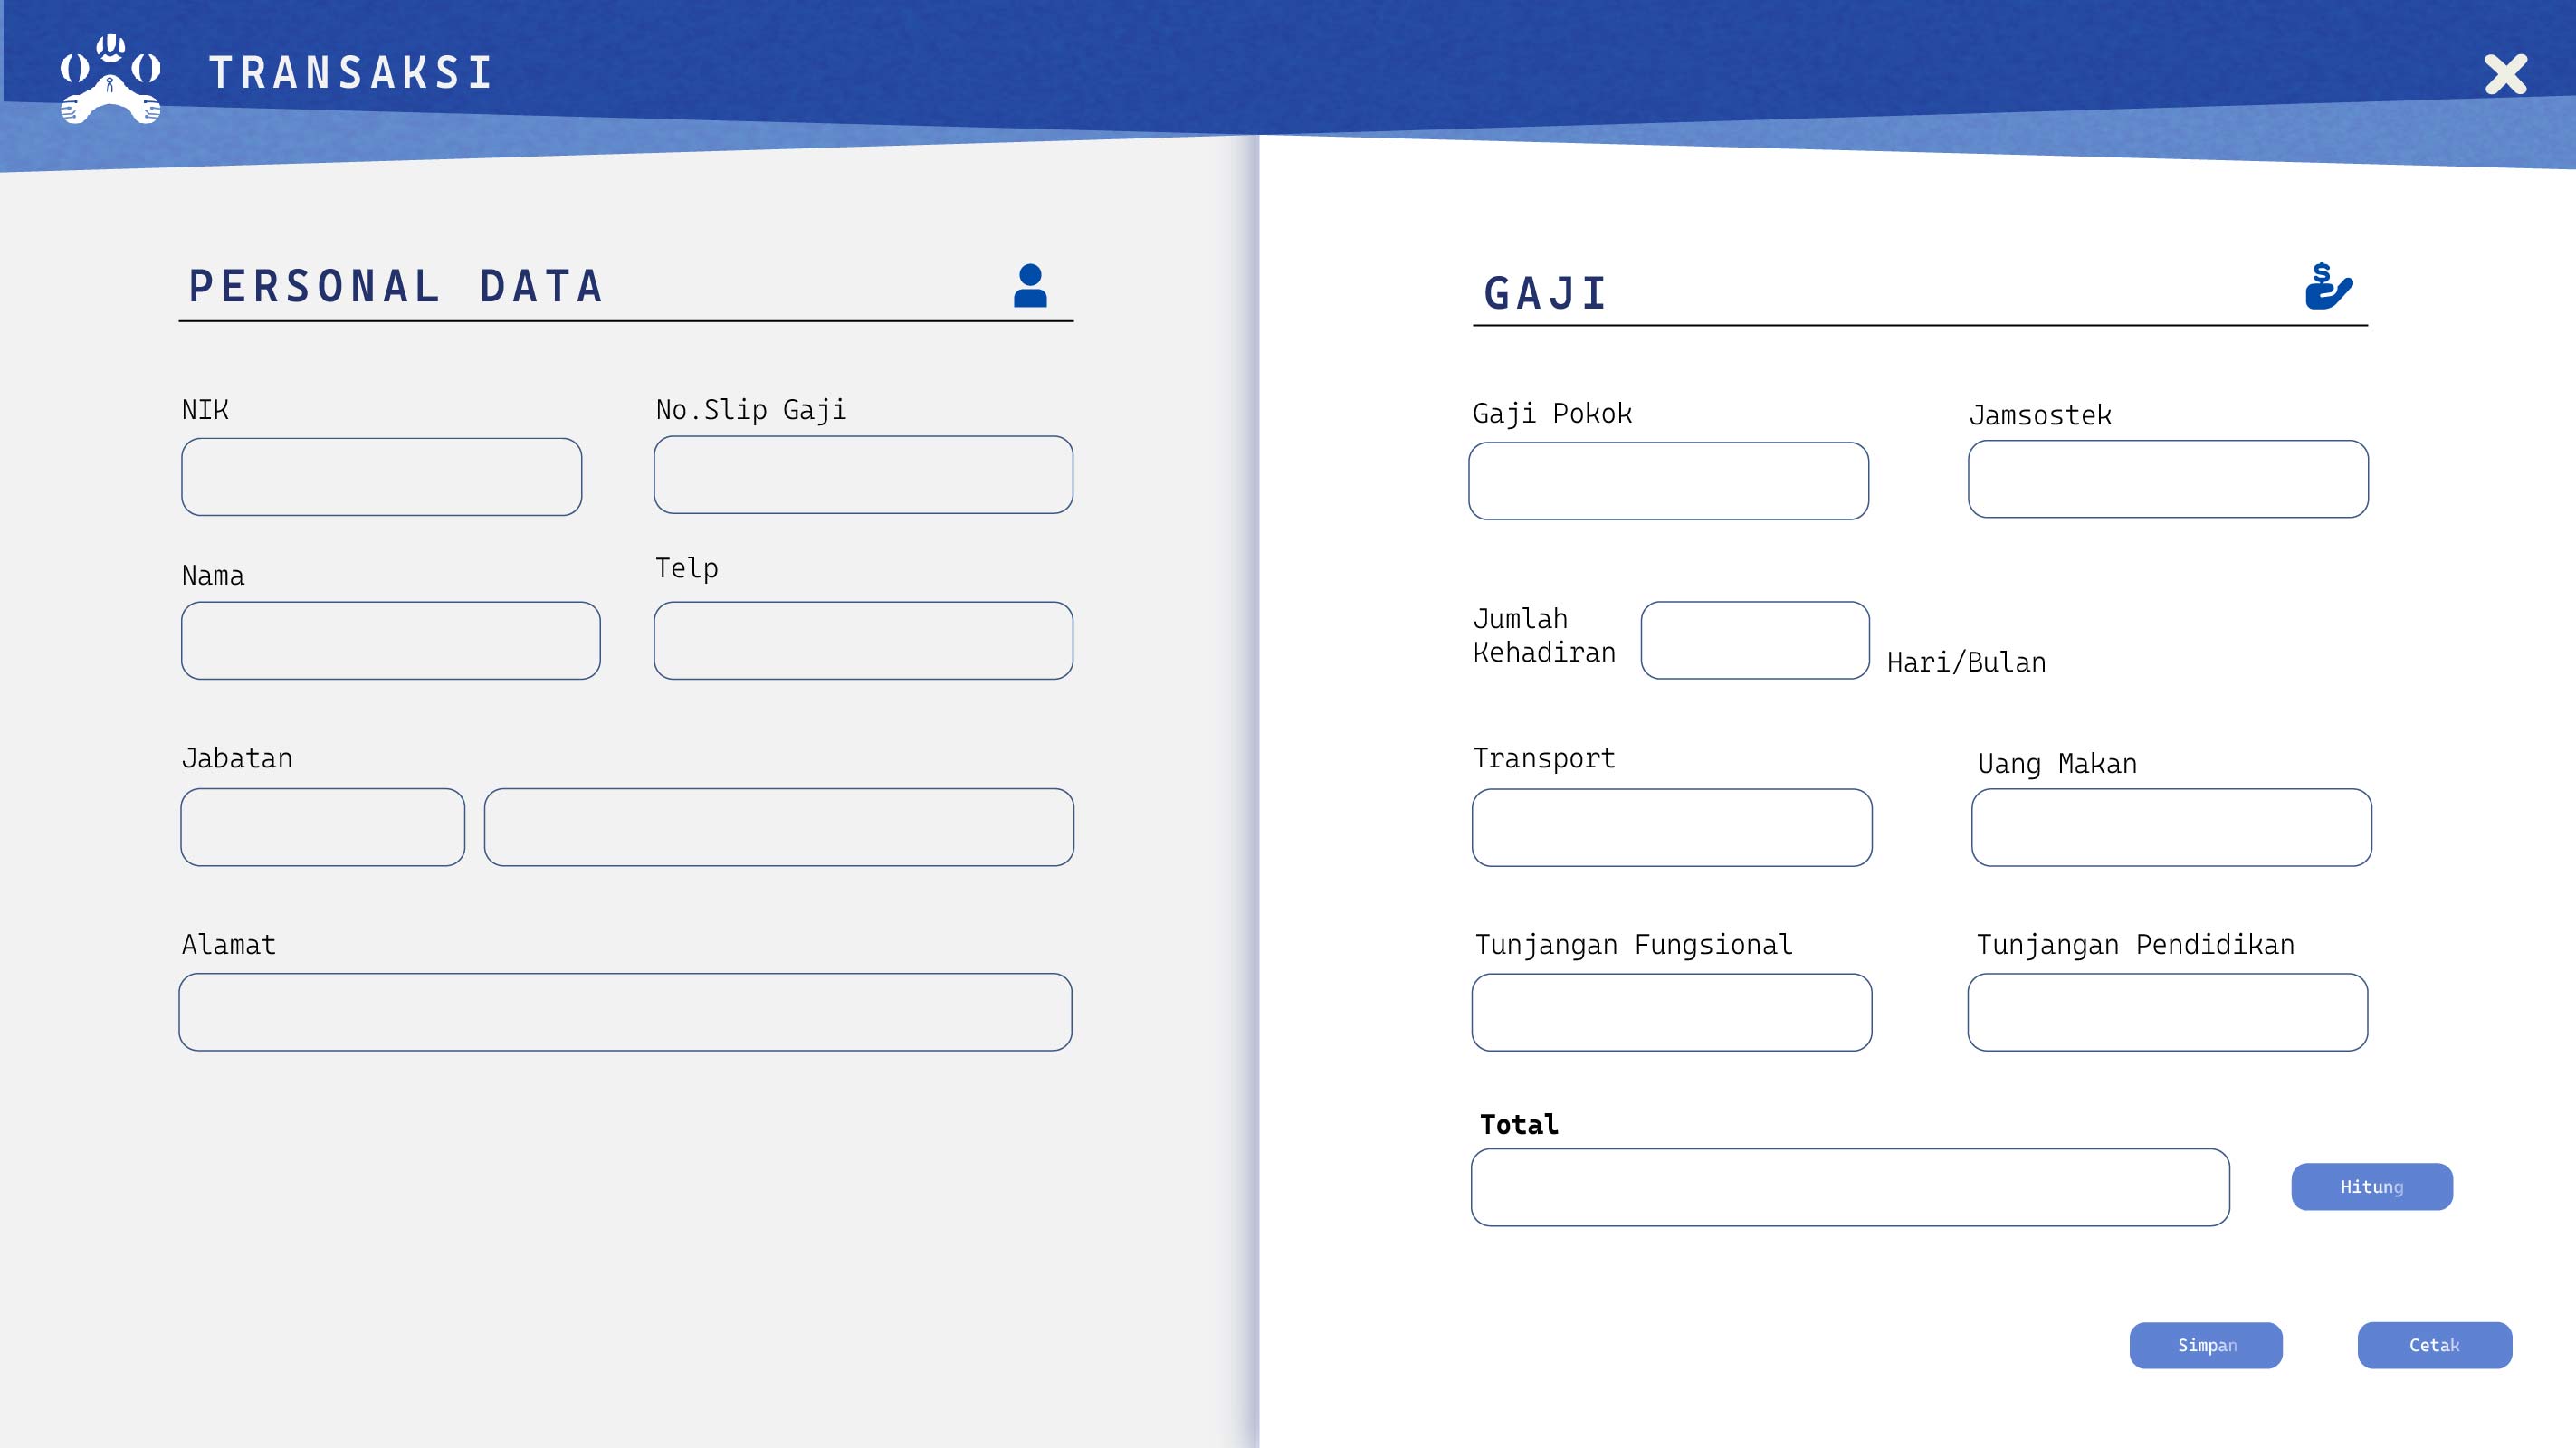 TRANSAKSI
PERSONAL DATA
NIK
No.Slip Gaji
Nama
Telp
Jabatan
Alamat
GAJI
Gaji Pokok
Jamsostek
Jumlah
Kehadiran
Hari/Bulan
Transport
Uang Makan
Tunjangan Fungsional
Tunjangan Pendidikan
Total
Hitung
Simpan
Cetak